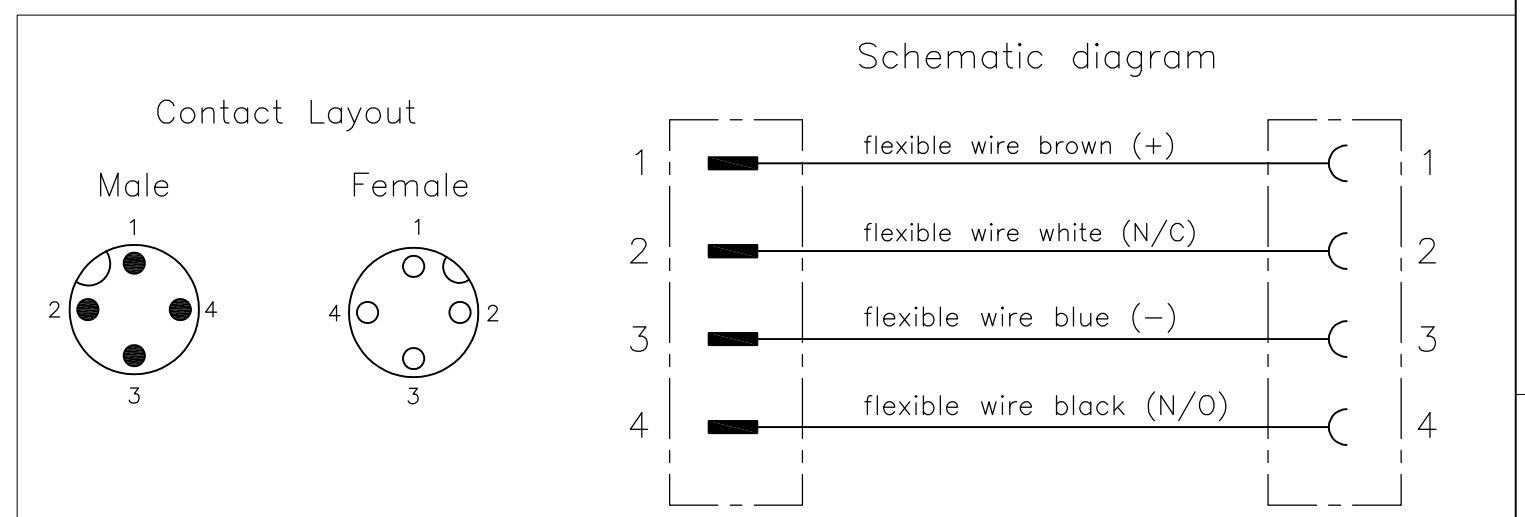 Schematic diagram
Contact Layout
Male Female
1 1
2 4 4 2
3 3
1 flexible wire brown (+) 1
2 flexible wire white (N/C) 2
3 flexible wire blue (−) 3
4 flexible wire black (N/O) 4